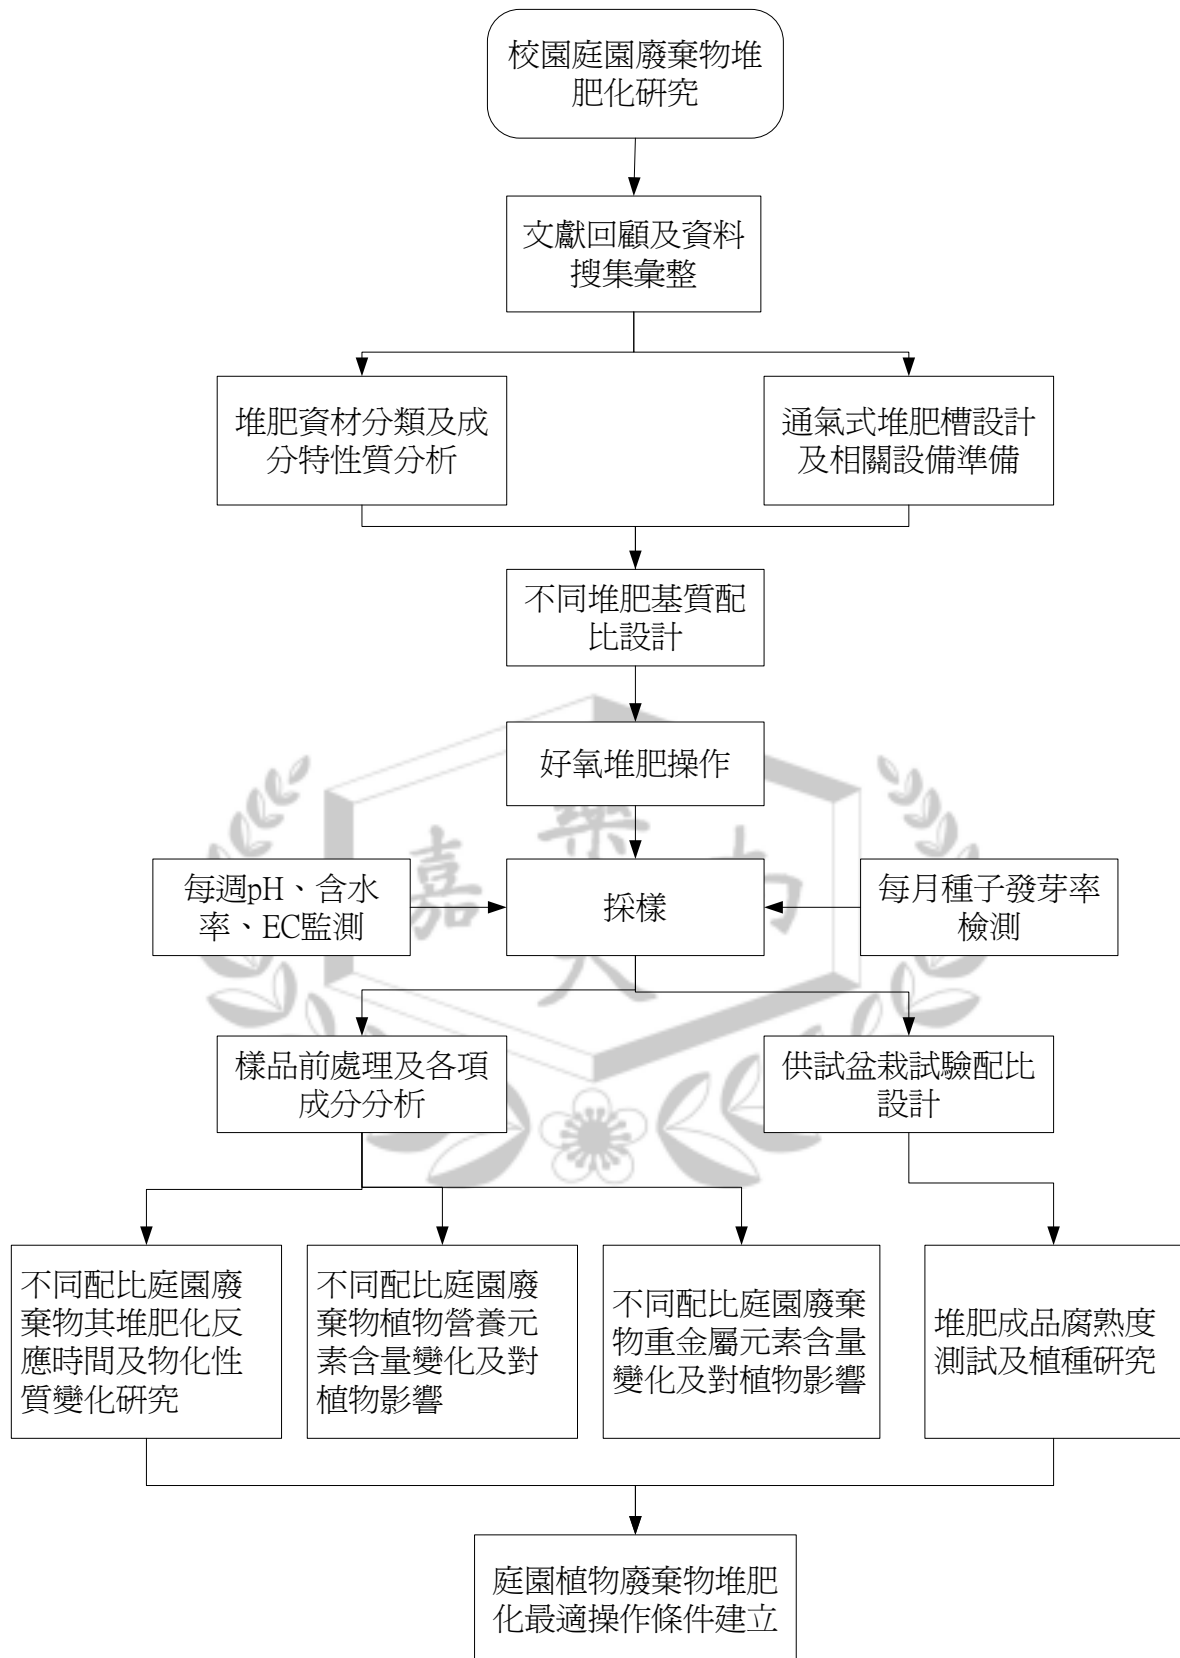 校園庭園廢棄物堆
肥化研究
文獻回顧及資料
搜集彙整
堆肥資材分類及成
分特性質分析
通氣式堆肥槽設計
及相關設備準備
不同堆肥基質配
比設計
好氧堆肥操作
每週pH、含水
率、EC監測
採樣
每月種子發芽率
檢測
樣品前處理及各項
成分分析
供試盆栽試驗配比
設計
不同配比庭園廢
棄物其堆肥化反
應時間及物化性
質變化研究
不同配比庭園廢
棄物植物營養元
素含量變化及對
植物影響
不同配比庭園廢棄
物重金屬元素含量
變化及對植物影響
堆肥成品腐熟度
測試及植種研究
庭園植物廢棄物堆肥
化最適操作條件建立
嘉
藥